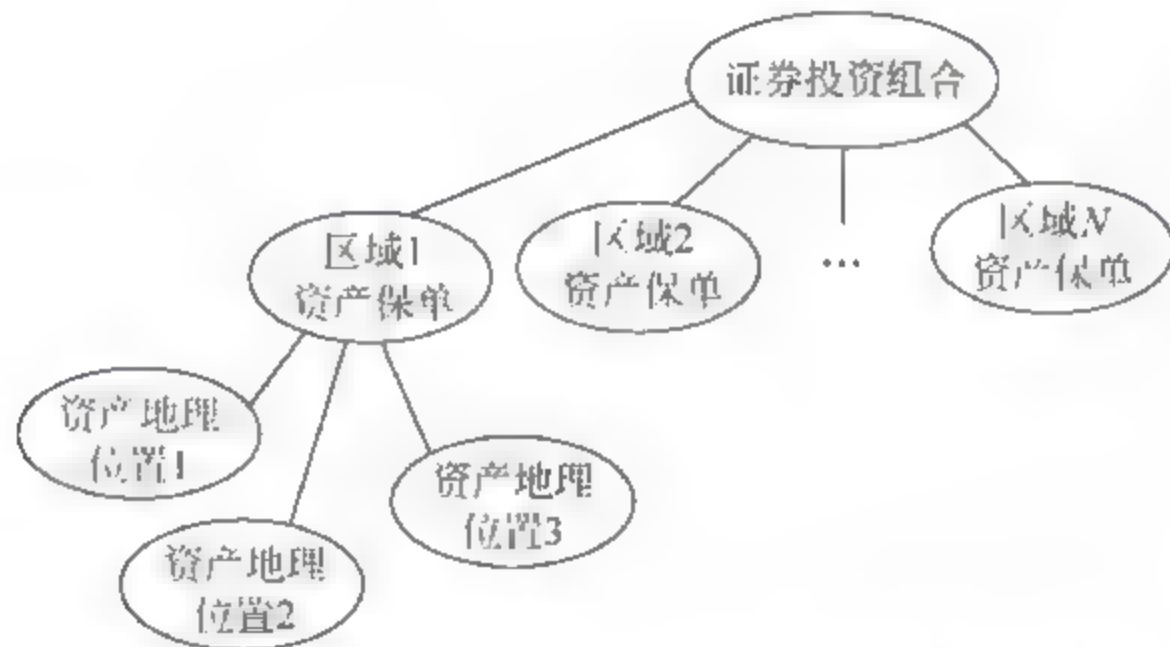 证券投资组合
区域1
资产保单
区域2
资产保单
…
区域N
资产保单
资产地理
位置1
资产地理
位置2
资产地理
位置3